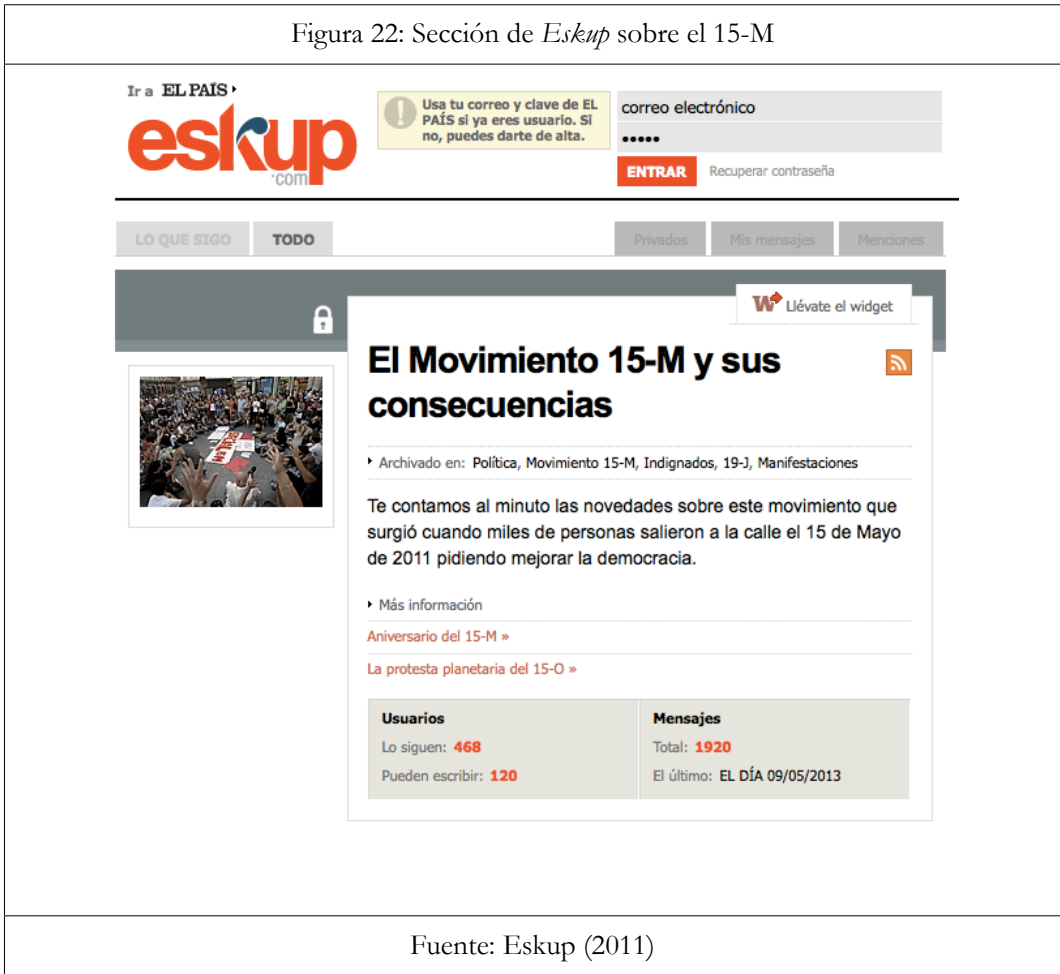 Figura 22: Sección de Eskup sobre el 15-M
Ir a EL PAÍS
eskup
.com
Usa tu correo y clave de EL
PAÍS si ya eres usuario. Si
no, puedes darte de alta.
correo electrónico
•••••
ENTRAR Recuperar contraseña
LO QUE SIGO TODO Privados Mis mensajes Menciones
W Llévate el widget
El Movimiento 15-M y sus
consecuencias
Archivado en: Política, Movimiento 15-M, Indignados, 19-J, Manifestaciones
Te contamos al minuto las novedades sobre este movimiento que
surgió cuando miles de personas salieron a la calle el 15 de Mayo
de 2011 pidiendo mejorar la democracia.
Más información
Aniversario del 15-M »
La protesta planetaria del 15-O »
Usuarios
Lo siguen: 468
Pueden escribir: 120
Mensajes
Total: 1920
El último: EL DÍA 09/05/2013
Fuente: Eskup (2011)